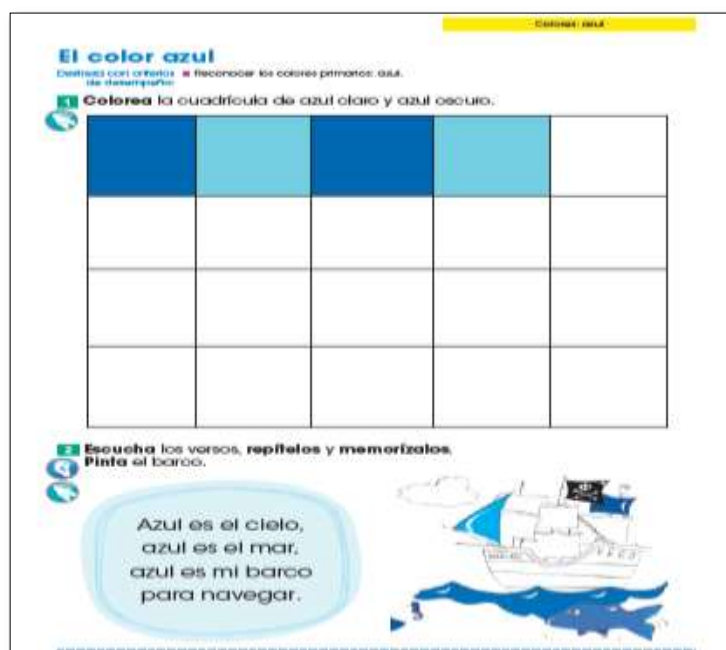 Colores: azul
El color azul
Destreza con criterios ■ Reconocer los colores primarios: azul.
de desempeño:
1 Colorea la cuadrícula de azul claro y azul oscuro.
2 Escucha los versos, repítelos y memorízalos.
Pinta el barco.
Azul es el cielo,
azul es el mar,
azul es mi barco
para navegar.